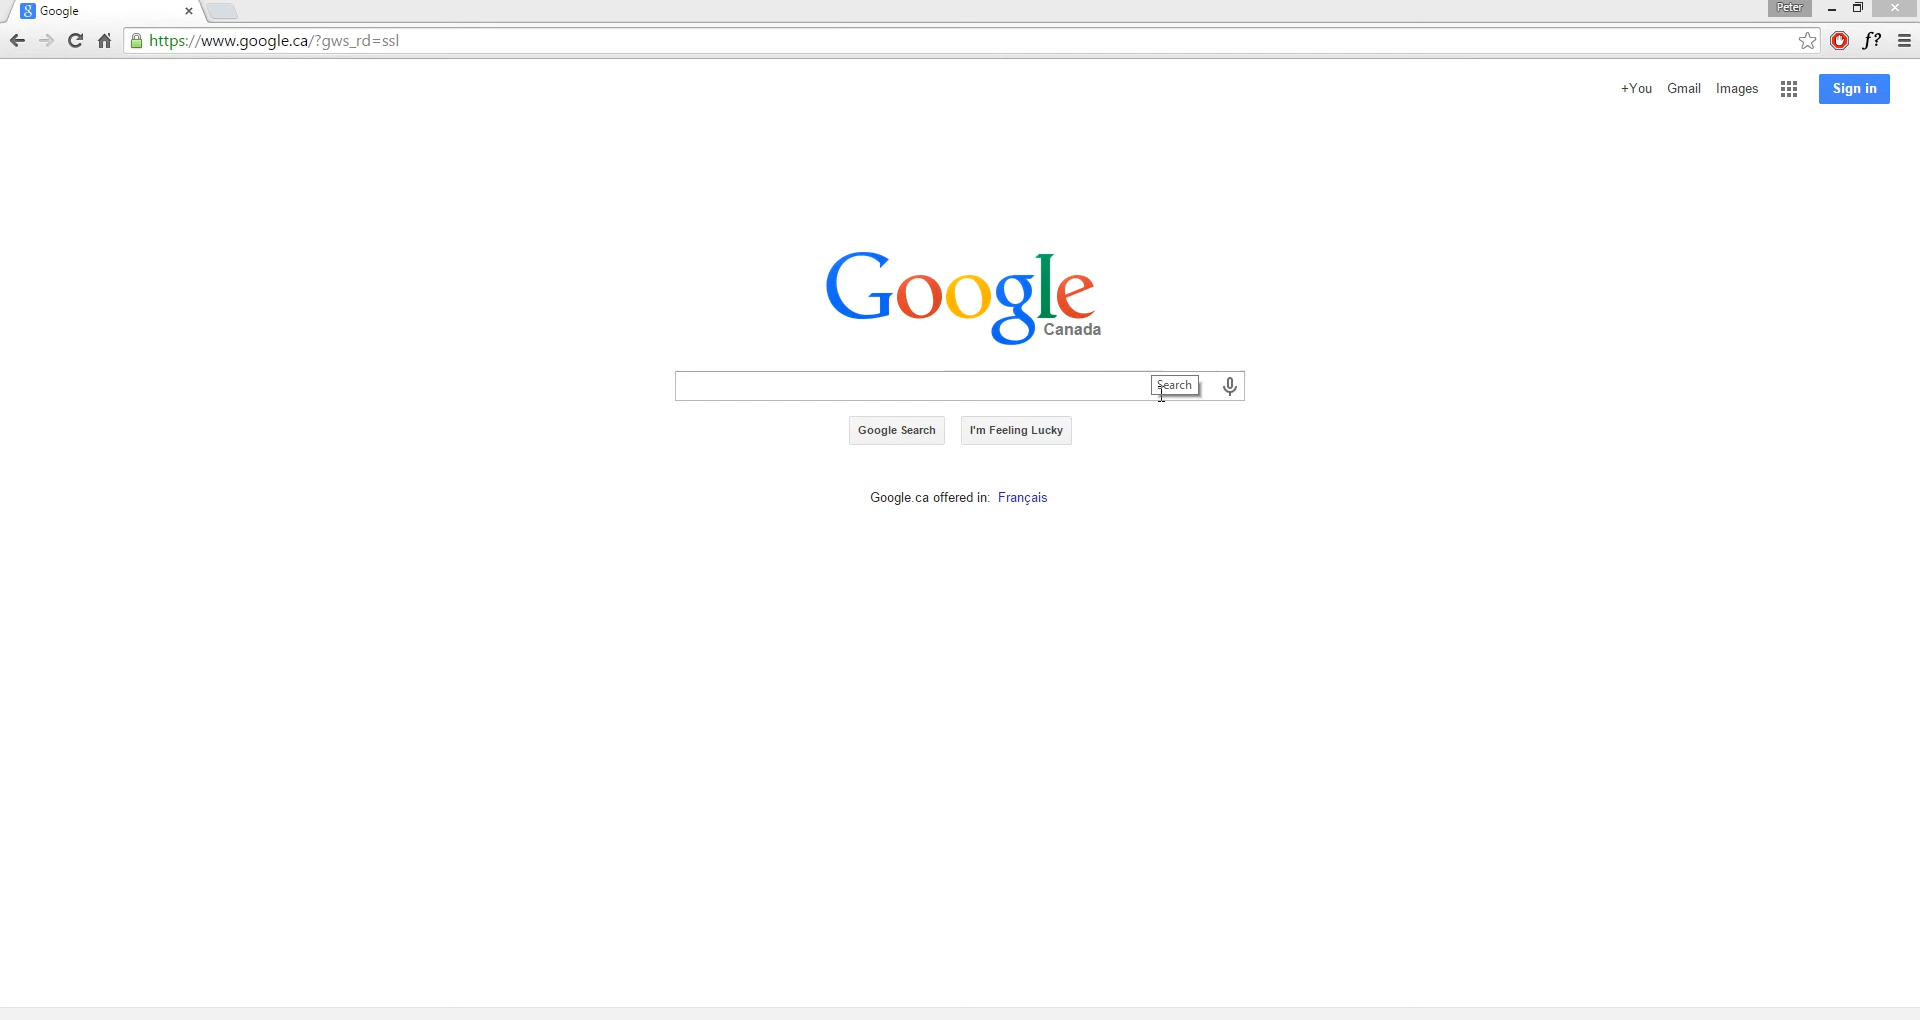 Google
Peter
https://www.google.ca/?gws_rd=ssl
f?
+You Gmail Images Sign in
Google
Canada
Search
Google Search I'm Feeling Lucky
Google.ca offered in: Français